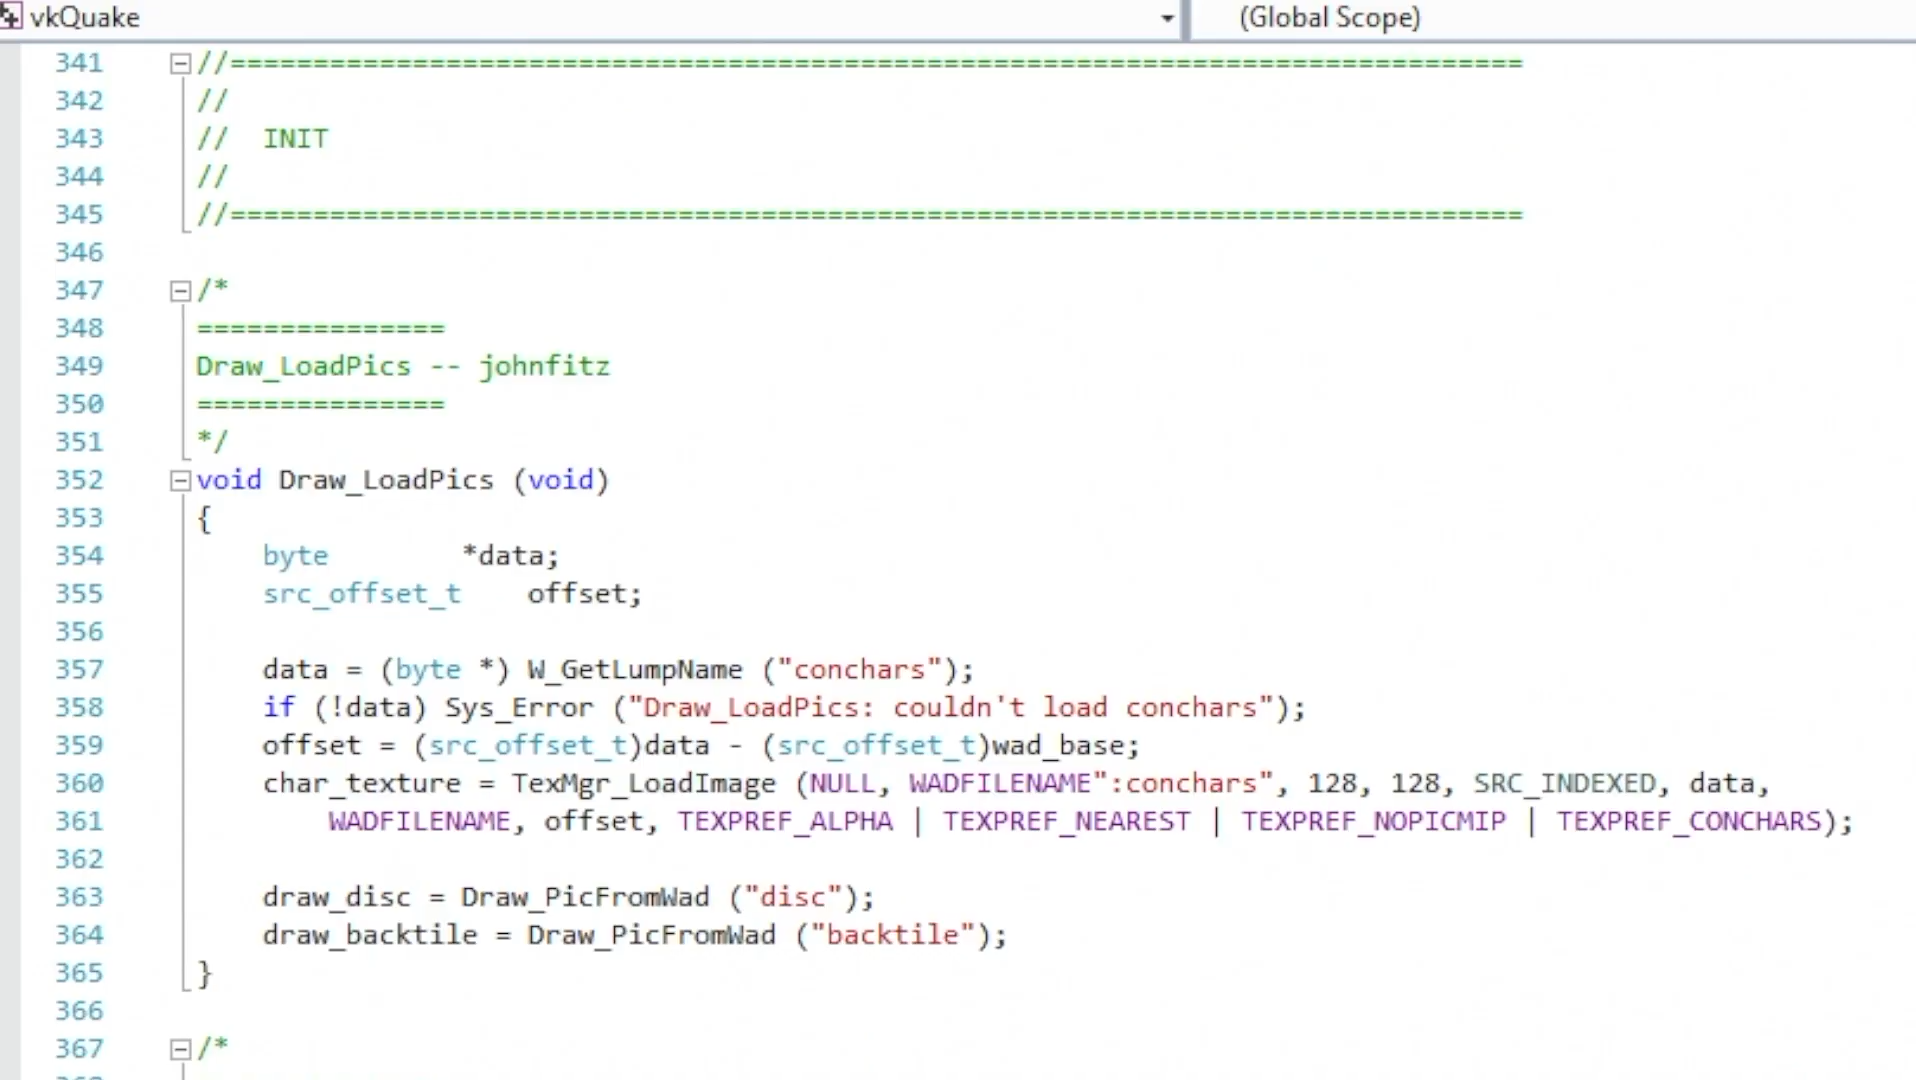 vkQuake
(Global Scope)
341 //==============================================================================
342 //
343 // INIT
344 //
345 //==============================================================================
346
347 /*
348 ===============
349 Draw_LoadPics -- johnfitz
350 ===============
351 */
352 void Draw_LoadPics (void)
353 {
354 byte *data;
355 src_offset_t offset;
356
357 data = (byte *) W_GetLumpName ("conchars");
358 if (!data) Sys_Error ("Draw_LoadPics: couldn't load conchars");
359 offset = (src_offset_t)data - (src_offset_t)wad_base;
360 char_texture = TexMgr_LoadImage (NULL, WADFILENAME":conchars", 128, 128, SRC_INDEXED, data,
361 WADFILENAME, offset, TEXPREF_ALPHA | TEXPREF_NEAREST | TEXPREF_NOPICMIP | TEXPREF_CONCHARS);
362
363 draw_disc = Draw_PicFromWad ("disc");
364 draw_backtile = Draw_PicFromWad ("backtile");
365 }
366
367 /*